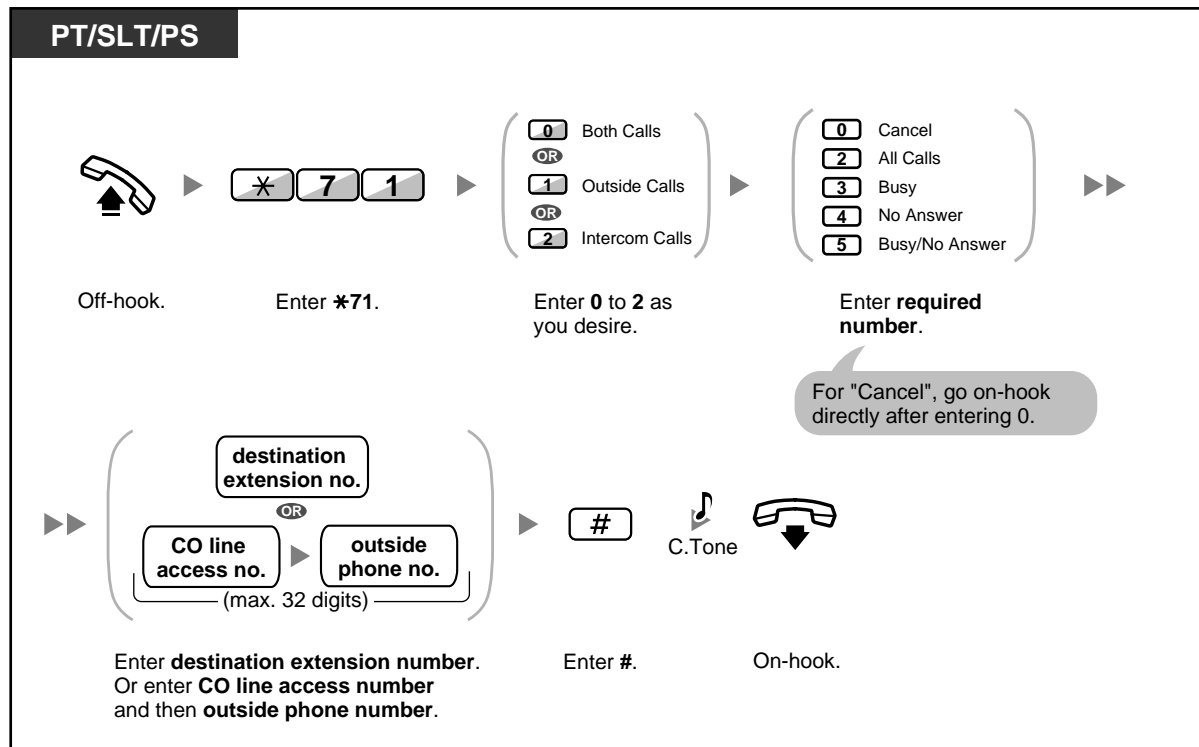 PT/SLT/PS
0 Both Calls
OR
1 Outside Calls
OR
2 Intercom Calls
0 Cancel
2 All Calls
3 Busy
4 No Answer
5 Busy/No Answer
* 7 1
Off-hook.
Enter *71.
Enter 0 to 2 as
you desire.
Enter required
number.
For "Cancel", go on-hook
directly after entering 0.
destination
extension no.
OR
CO line
access no.
outside
phone no.
(max. 32 digits)
#
C.Tone
Enter destination extension number.
Or enter CO line access number
and then outside phone number.
Enter #.
On-hook.